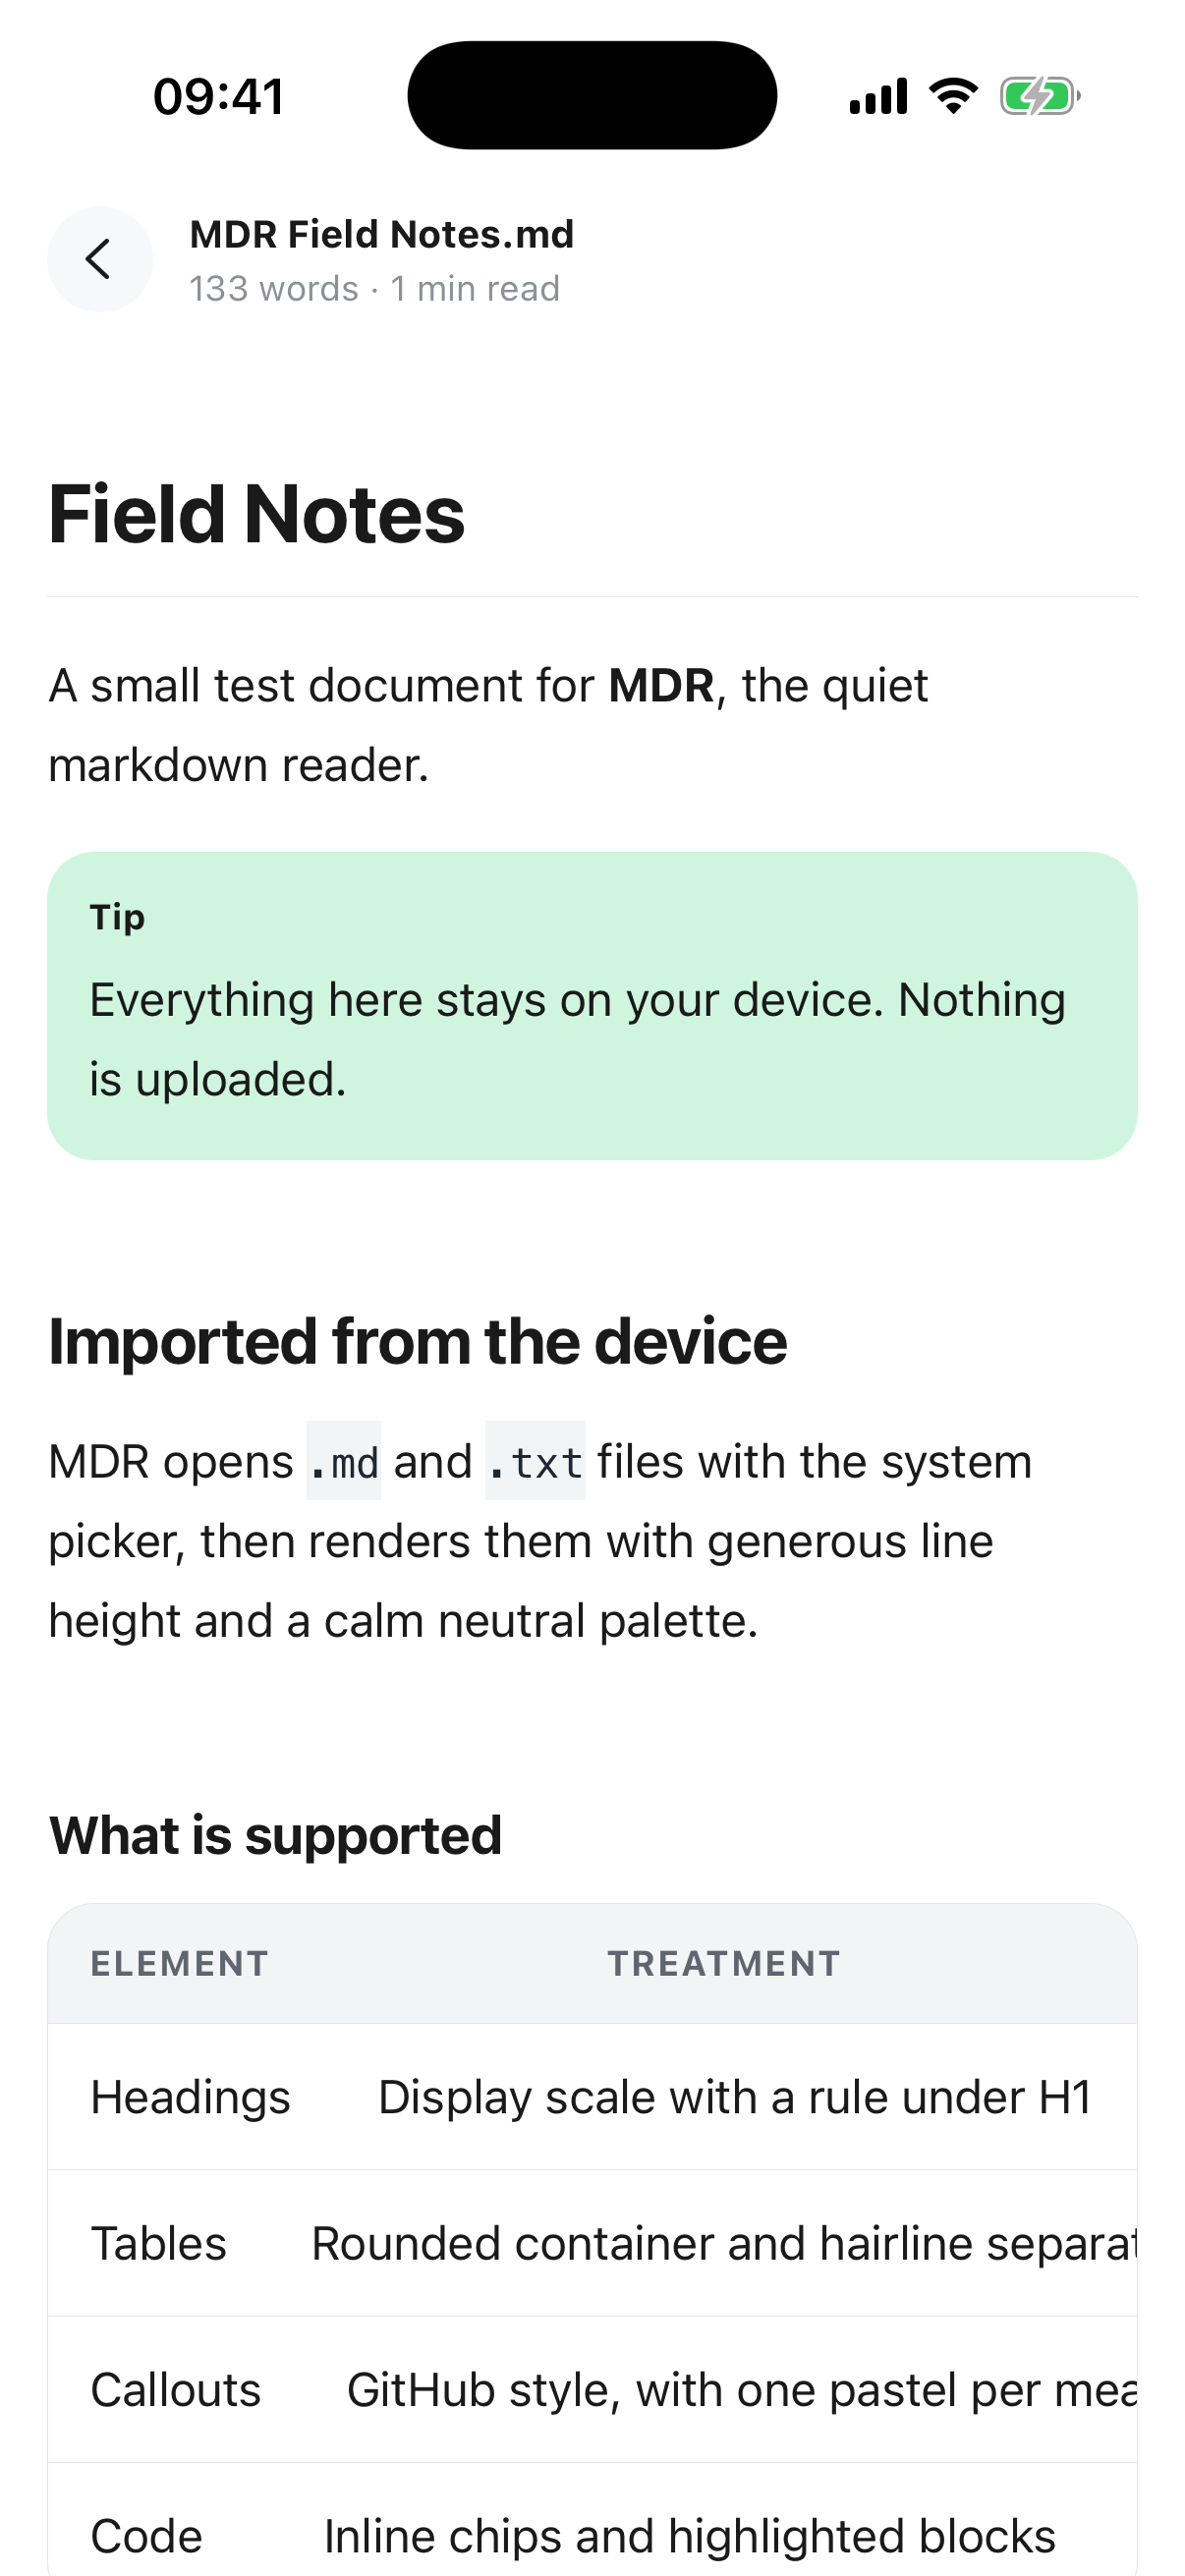 09:41
MDR Field Notes.md
133 words · 1 min read
Field Notes
A small test document for MDR, the quiet
markdown reader.
Tip
Everything here stays on your device. Nothing
is uploaded.
Imported from the device
MDR opens .md and .txt files with the system
picker, then renders them with generous line
height and a calm neutral palette.
What is supported
ELEMENT TREATMENT
Headings Display scale with a rule under H1
Tables Rounded container and hairline separat
Callouts GitHub style, with one pastel per mea
Code Inline chips and highlighted blocks